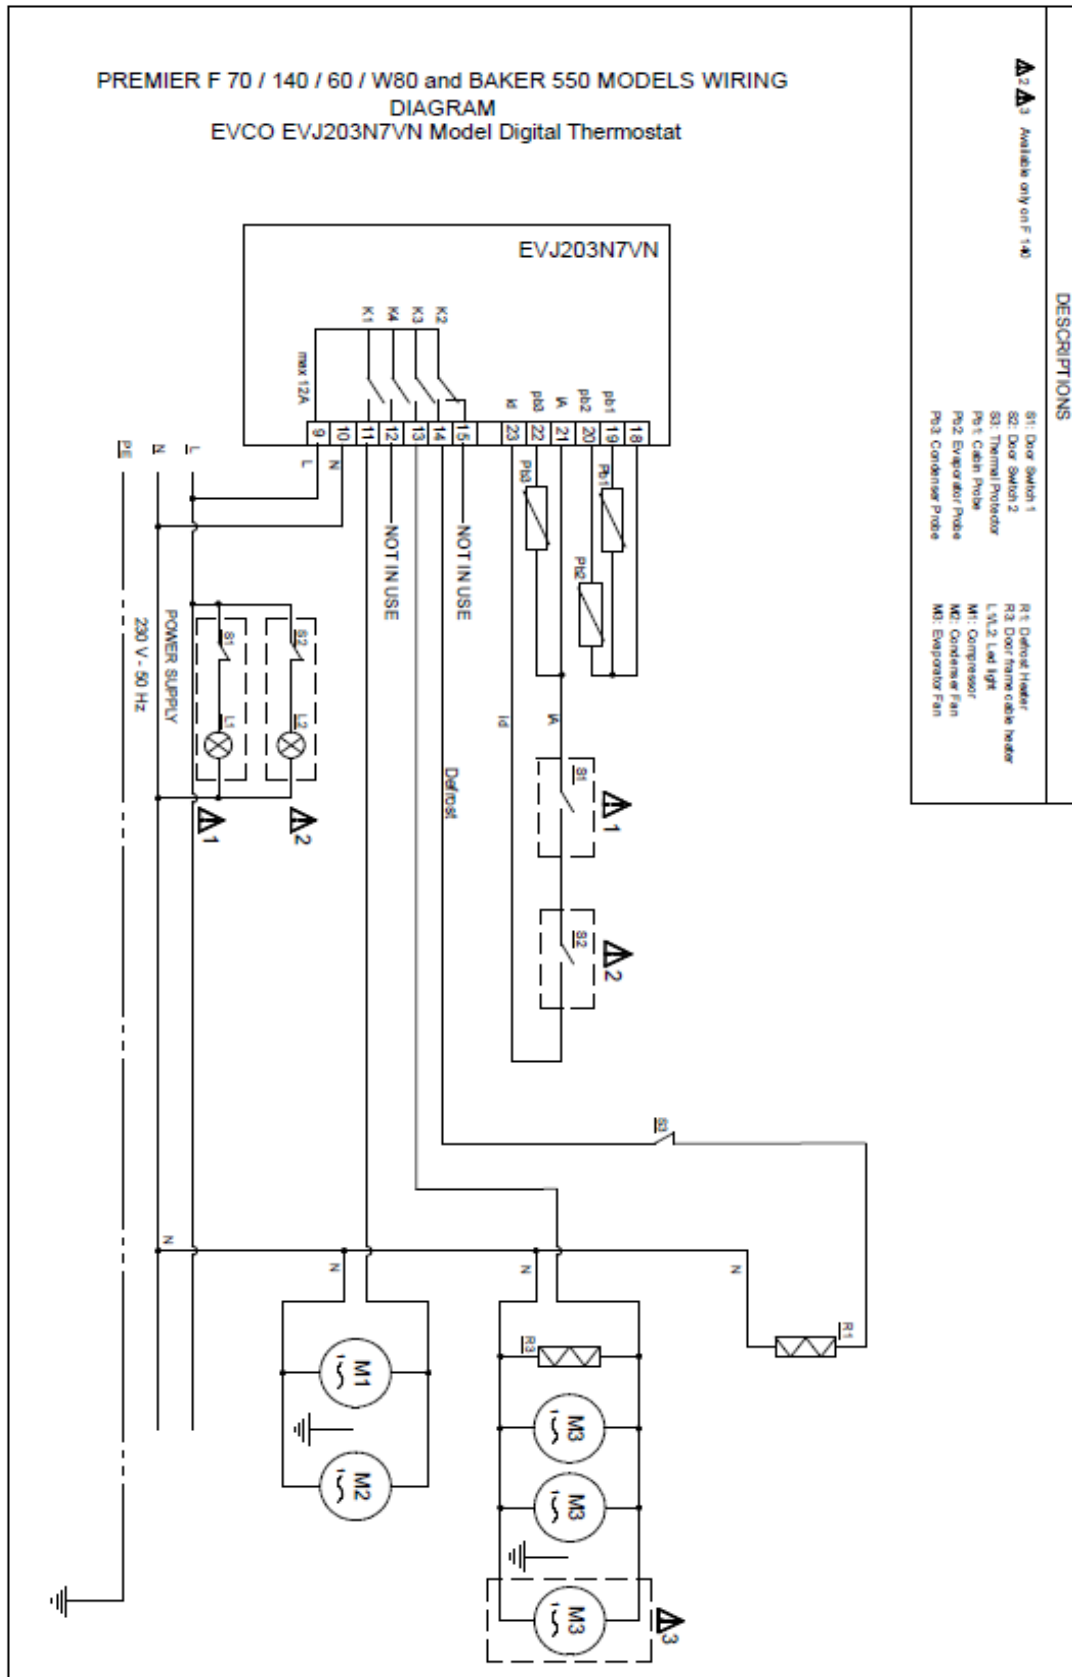 PREMIER F 70 / 140 / 60 / W80 and BAKER 550 MODELS WIRING
DIAGRAM
EVCO EVJ203N7VN Model Digital Thermostat
DESCRIPTIONS
2 3 Available only on F 140
S1: Door Switch 1
S2: Door Switch 2
S3: Thermal Protector
Pb1: Cabin Probe
Pb2: Evaporator Probe
Pb3: Condenser Probe
R1: Defrost Heater
R3: Door frame cable heater
L1/L2: Led light
M1: Compressor
M2: Condenser Fan
M3: Evaporator Fan
EVJ203N7VN
K1
K4
K3
K2
max 12A
id
pb3
IA
pb2
pb1
9
10
11
12
13
14
15
23
22
21
20
19
18
PE
N
L
L
N
NOT IN USE
NOT IN USE
Pb3
Pb2
Pb1
POWER SUPPLY
230 V - 50 Hz
S1
L1
S2
L2
1
2
Defrost
id
IA
S1
1
S2
2
S3
N
N
N
N
R1
R3
M1
M2
M3
M3
M3
3